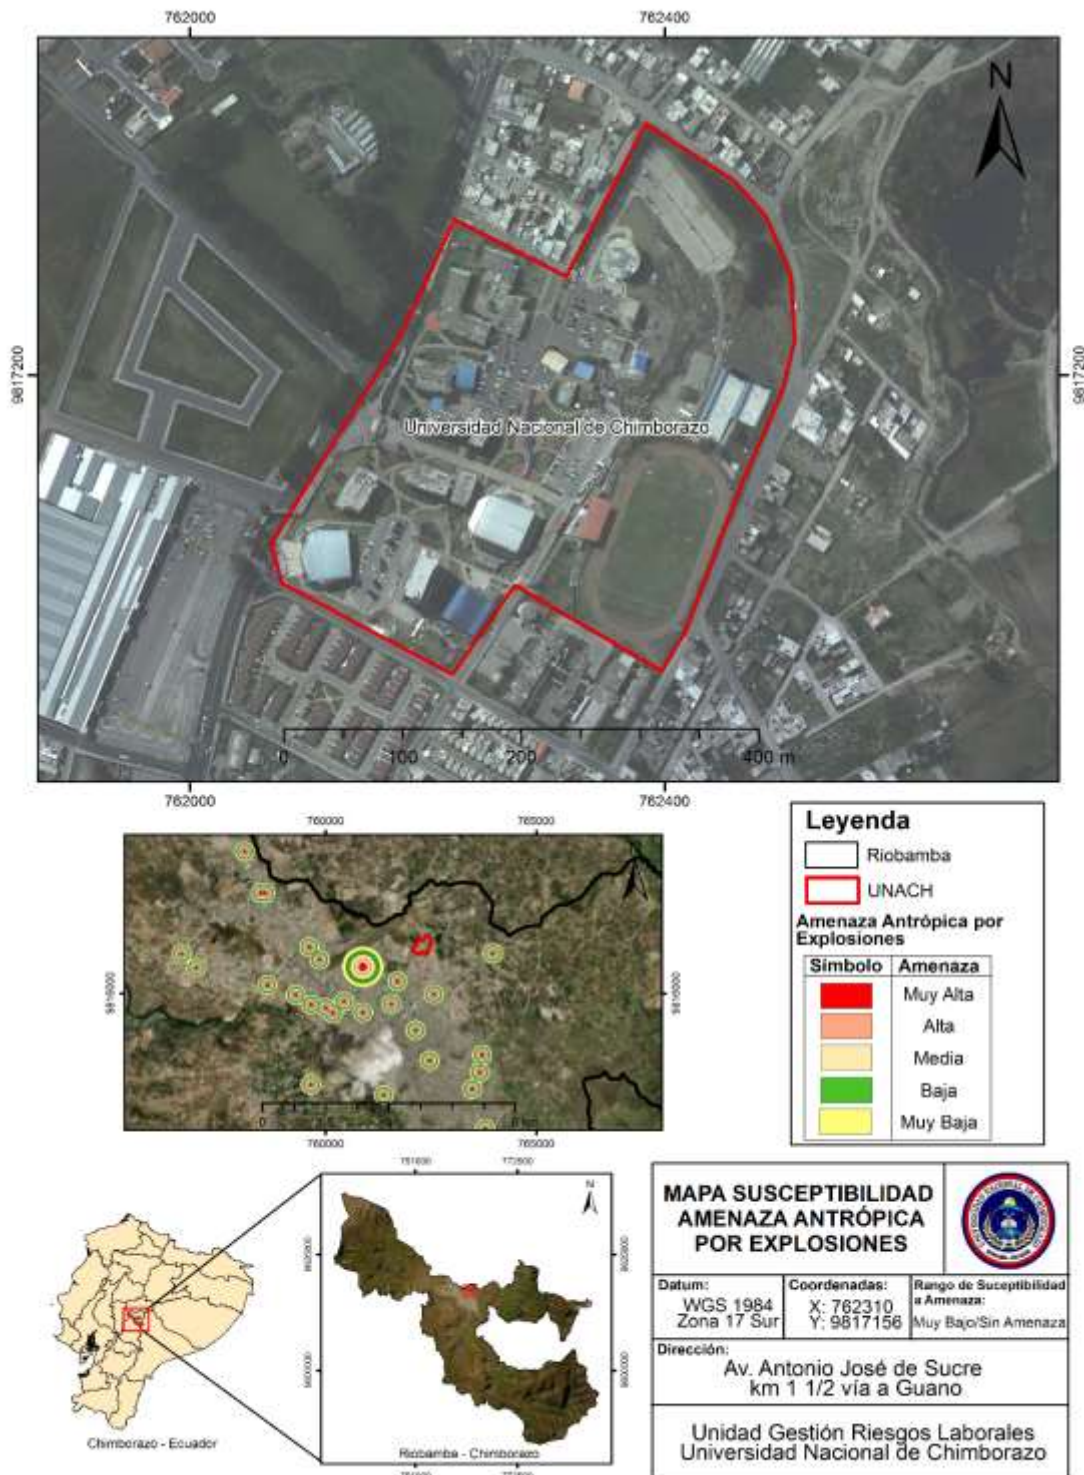 762000
762400
N
9817200
9817200
Universidad Nacional de Chimborazo
0
100
200
400 m
762000
762400
760000
765000
9816000
9816000
0
760000
765000
Leyenda
Riobamba
UNACH
Amenaza Antrópica por
Explosiones
Símbolo
Amenaza
Muy Alta
Alta
Media
Baja
Muy Baja
Chimborazo - Ecuador
N
Riobamba - Chimborazo
MAPA SUSCEPTIBILIDAD
AMENAZA ANTRÓPICA
POR EXPLOSIONES
Datum:
WGS 1984
Zona 17 Sur
Coordenadas:
X: 762310
Y: 9817156
Rango de Suceptibilidad
a Amenaza:
Muy Bajo/Sin Amenaza
Dirección:
Av. Antonio José de Sucre
km 1 1/2 vía a Guano
Unidad Gestión Riesgos Laborales
Universidad Nacional de Chimborazo